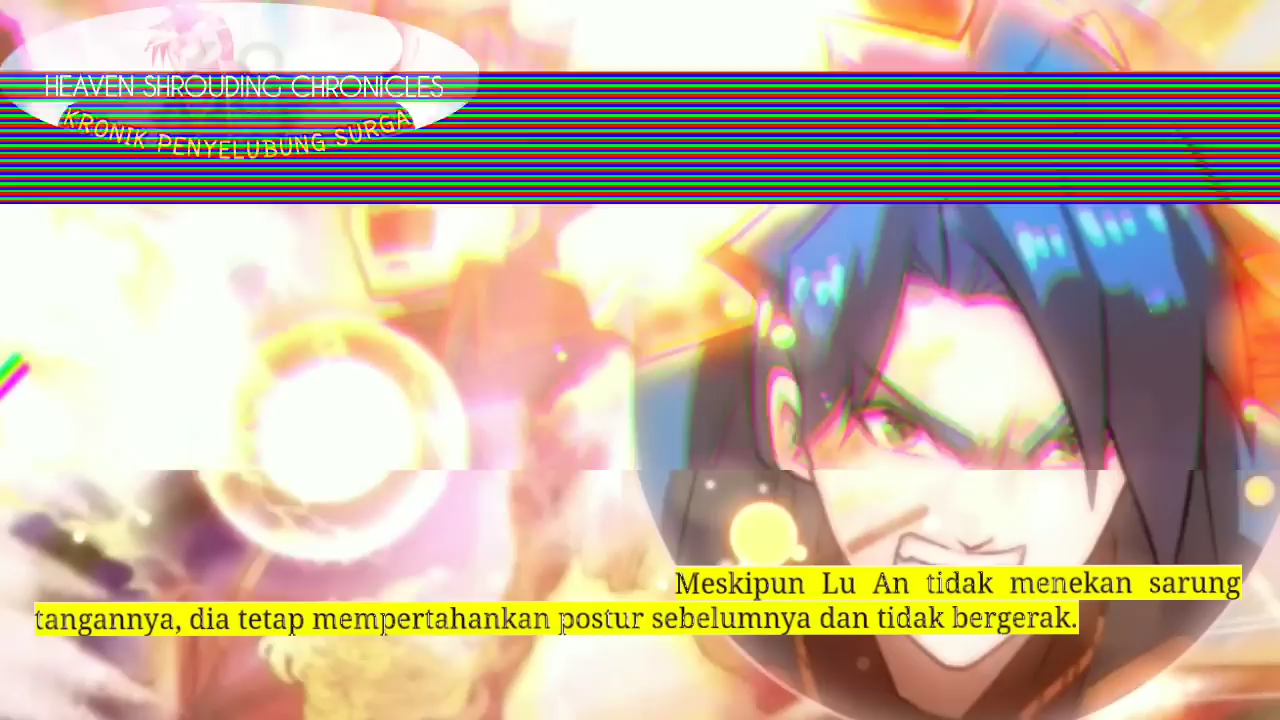 HEAVEN SHROUDING CHRONICLES
KRONIK PENYELUBUNG SURGA
Meskipun Lu An tidak menekan sarung
tangannya, dia tetap mempertahankan postur sebelumnya dan tidak bergerak.